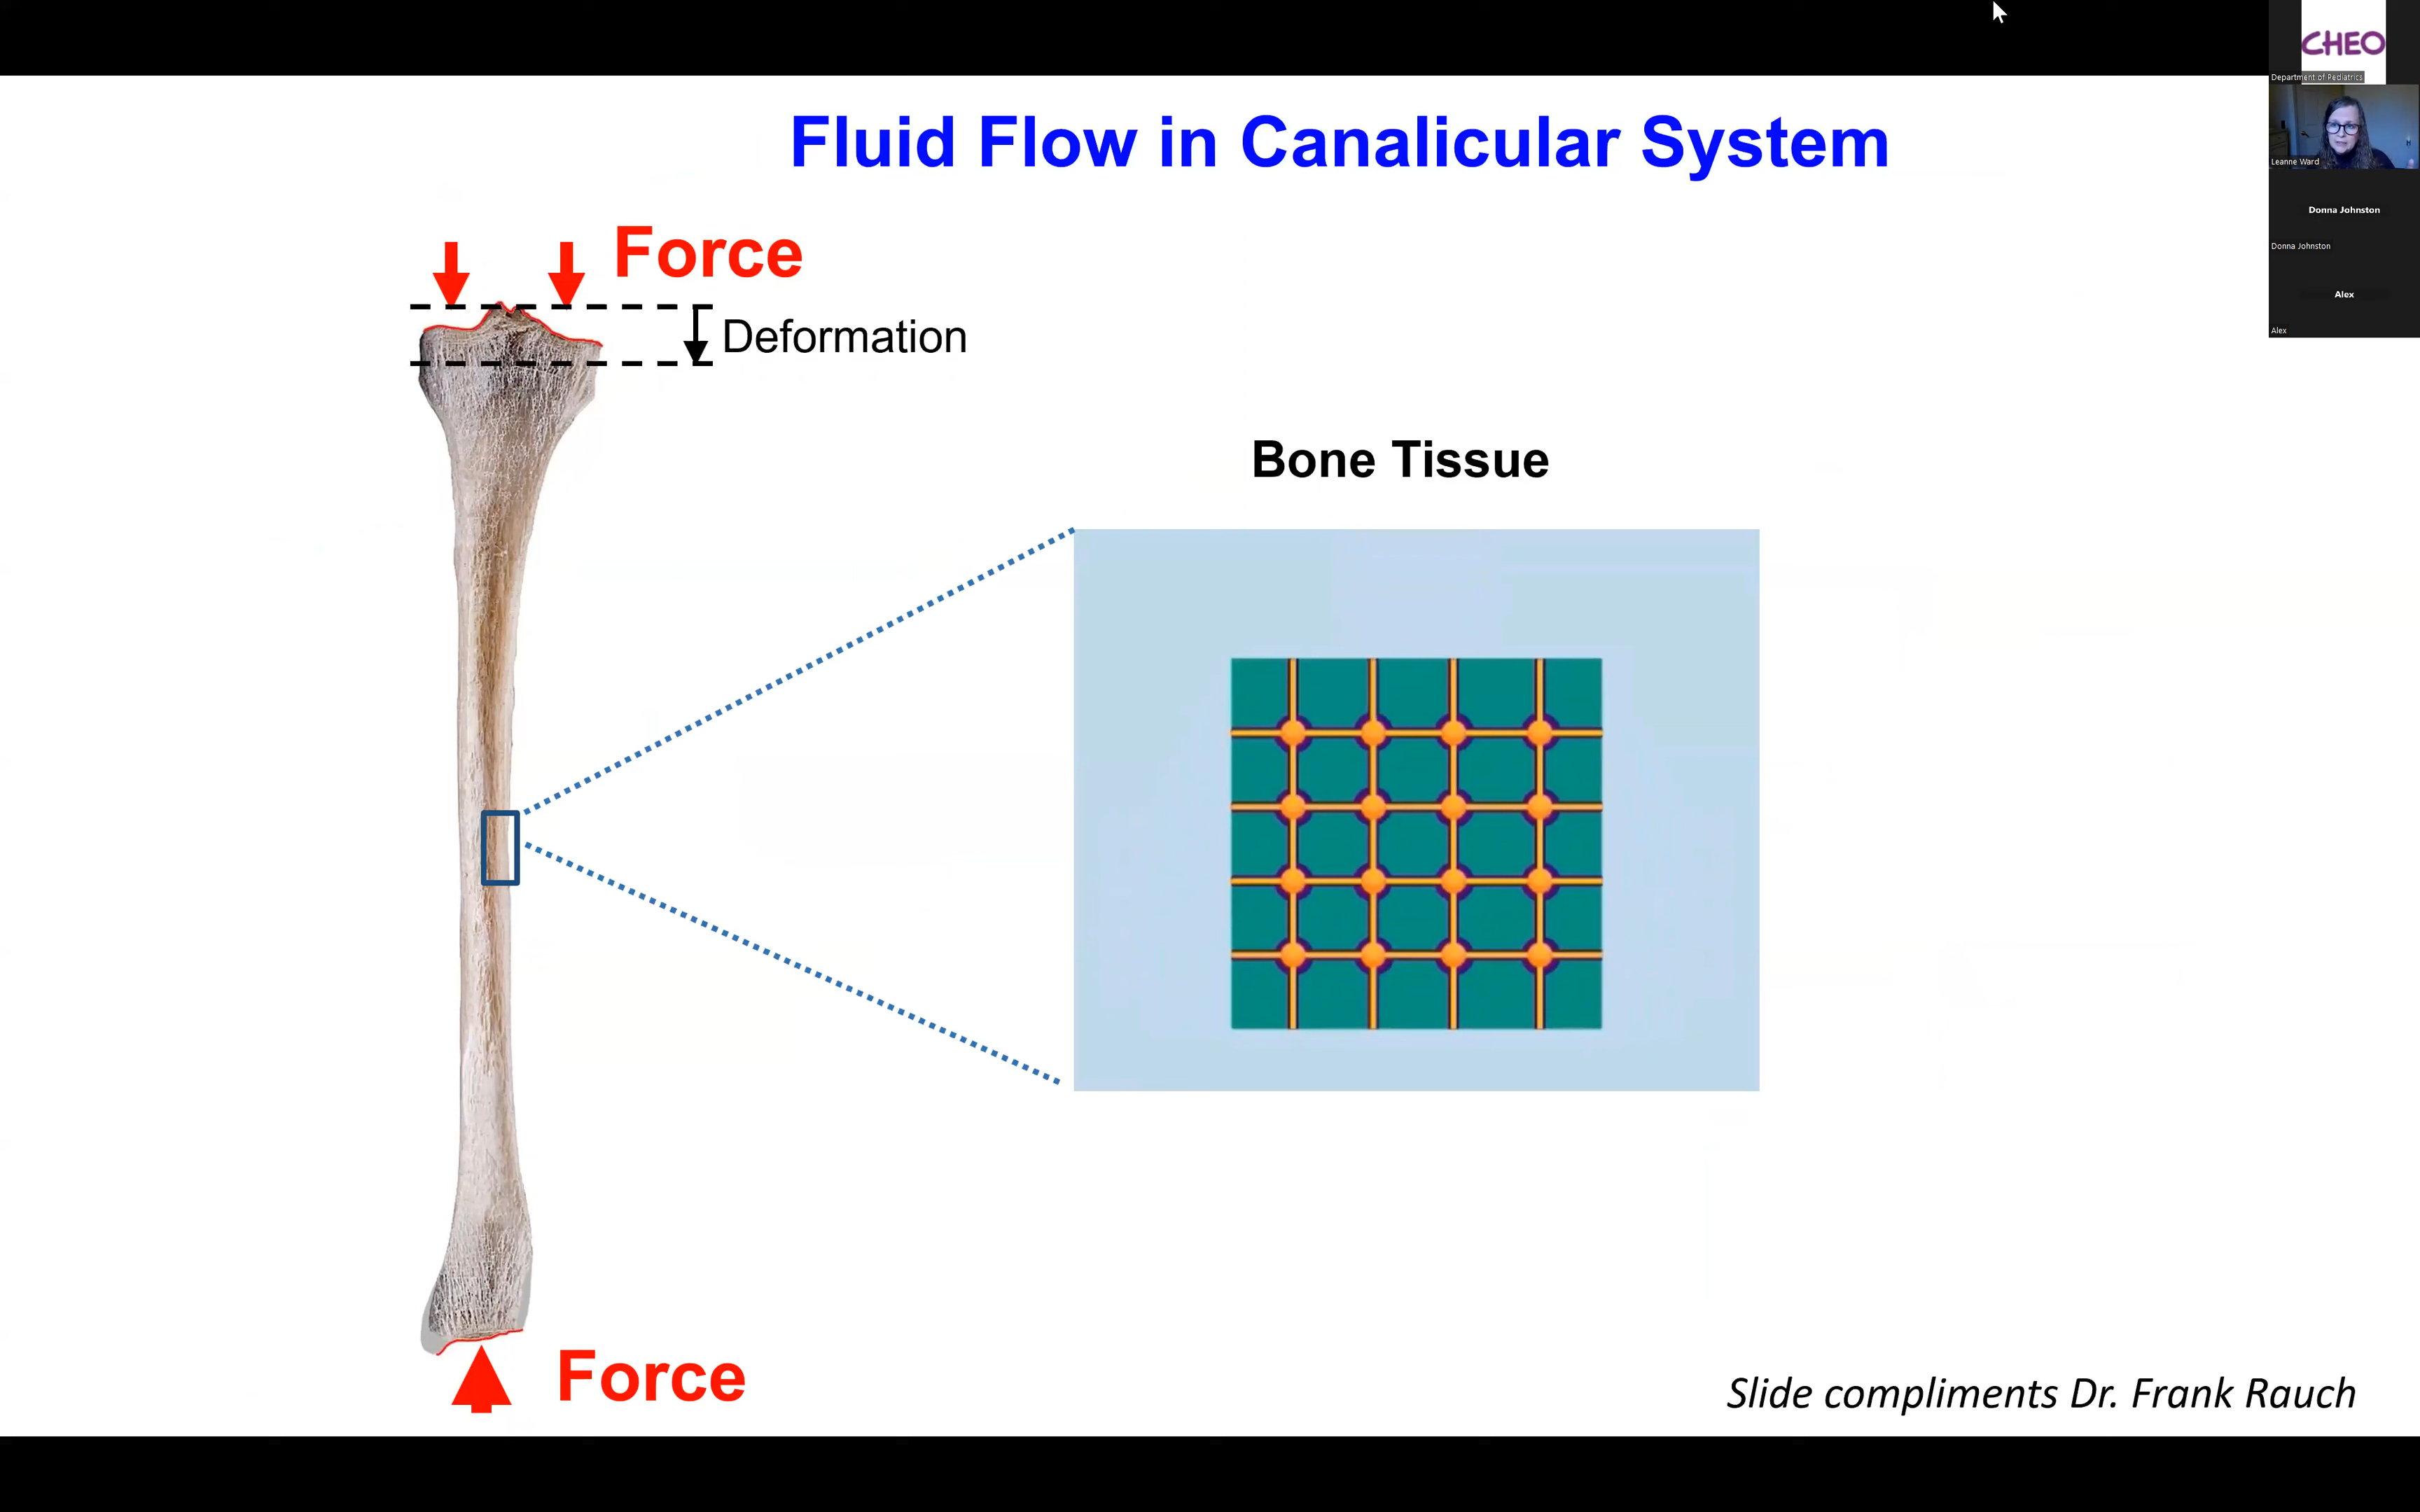 CHEO
Department of Pediatrics
Fluid Flow in Canalicular System
Leanne Ward
Donna Johnston
Donna Johnston
Force
Alex
Alex
Deformation
Bone Tissue
Force
Slide compliments Dr. Frank Rauch